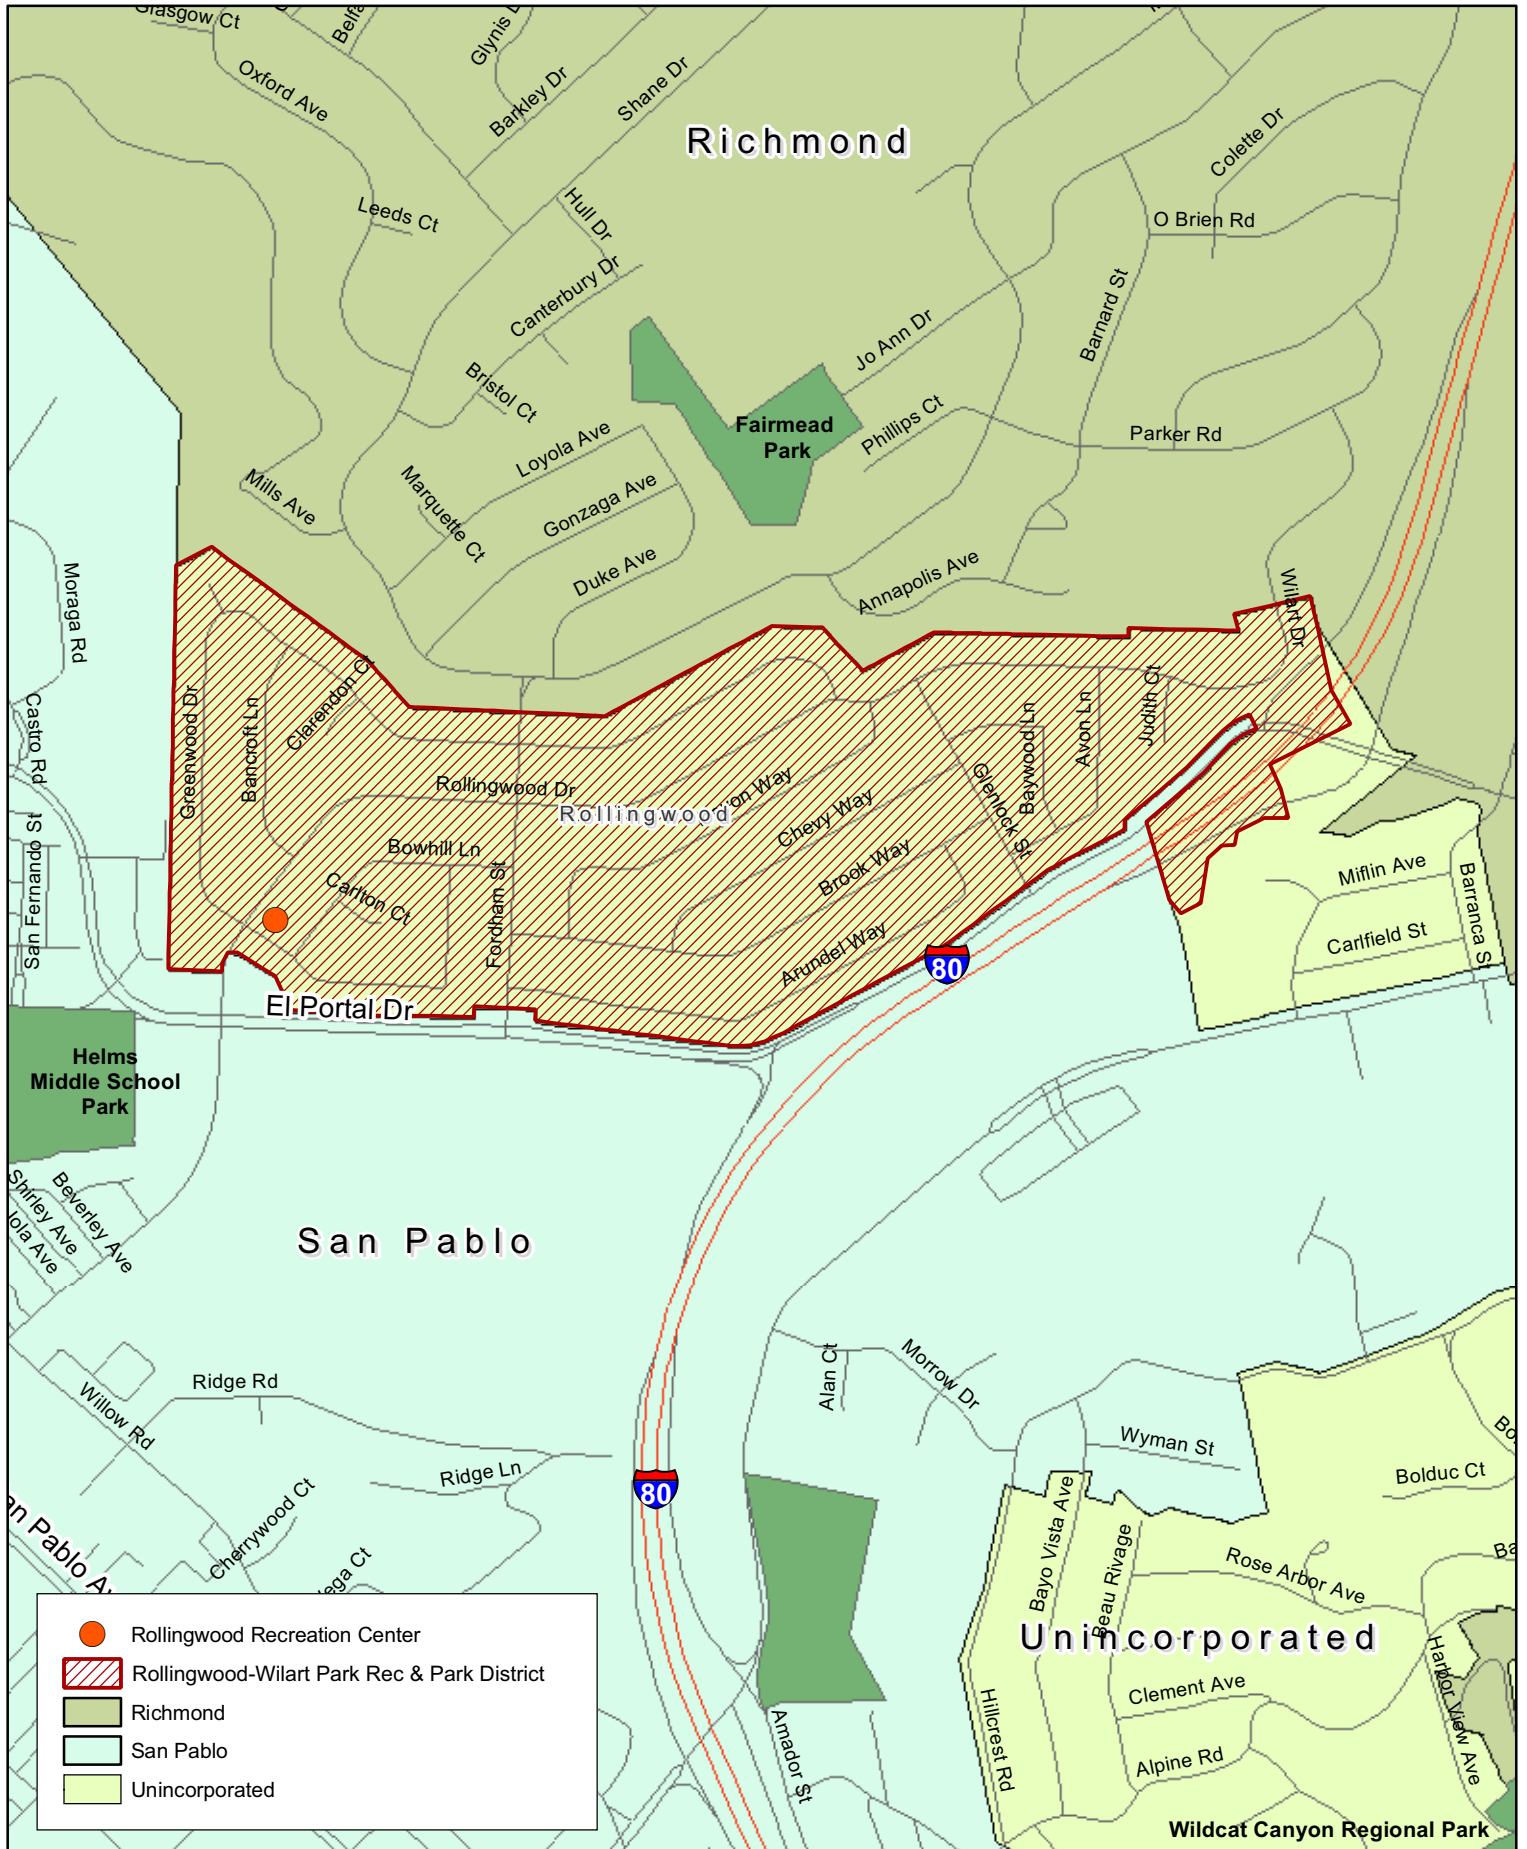 Glasgow Ct
Oxford Ave
Barkley Dr
Shane Dr
Richmond
Colette Dr
Leeds Ct
Hull Dr
O Brien Rd
Canterbury Dr
Barnard St
Jo Ann Dr
Bristol Ct
Fairmead
Park
Phillips Ct
Parker Rd
Loyola Ave
Mills Ave
Marquette Ct
Gonzaga Ave
Duke Ave
Annapolis Ave
Wilart Dr
Moraga Rd
Castro Rd
Greenwood Dr
Bancroft Ln
Clarendon Ct
Judith Ct
Avon Ln
Baywood Ln
Glenlock St
Rollingwood Dr
Rollingwood
Chevy Way
San Fernando St
Bowhill Ln
Brook Way
Carlton Ct
Fordham St
Miflin Ave
Barranca St
Carlfield St
Arundel Way
80
El Portal Dr
Helms
Middle School
Park
Shirley Ave
Beverley Ave
San Pablo
Alan Ct
Morrow Dr
Ridge Rd
Willow Rd
Wyman St
Ridge Ln
Bolduc Ct
80
Cherrywood Ct
Bayo Vista Ave
Beau Rivage
Rose Arbor Ave
Unincorporated
Harbor View Ave
Clement Ave
Hillcrest Rd
Alpine Rd
Amador St
Wildcat Canyon Regional Park
Rollingwood Recreation Center
Rollingwood-Wilart Park Rec & Park District
Richmond
San Pablo
Unincorporated